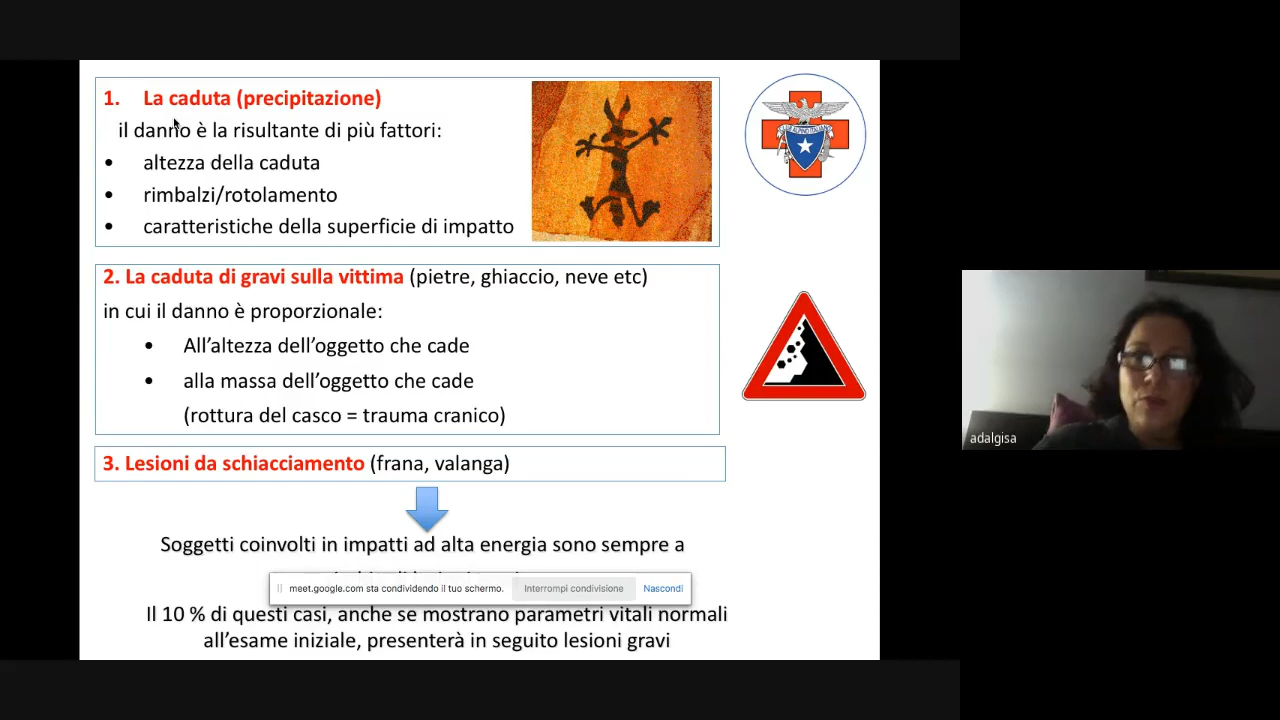 1. La caduta (precipitazione)
il danno è la risultante di più fattori:
• altezza della caduta
• rimbalzi/rotolamento
• caratteristiche della superficie di impatto
2. La caduta di gravi sulla vittima (pietre, ghiaccio, neve etc)
in cui il danno è proporzionale:
• All’altezza dell’oggetto che cade
• alla massa dell’oggetto che cade
(rottura del casco = trauma cranico)
3. Lesioni da schiacciamento (frana, valanga)
Soggetti coinvolti in impatti ad alta energia sono sempre a
meet.google.com sta condividendo il tuo schermo. Interrompi condivisione Nascondi
Il 10 % di questi casi, anche se mostrano parametri vitali normali
all’esame iniziale, presenterà in seguito lesioni gravi
adalgisa